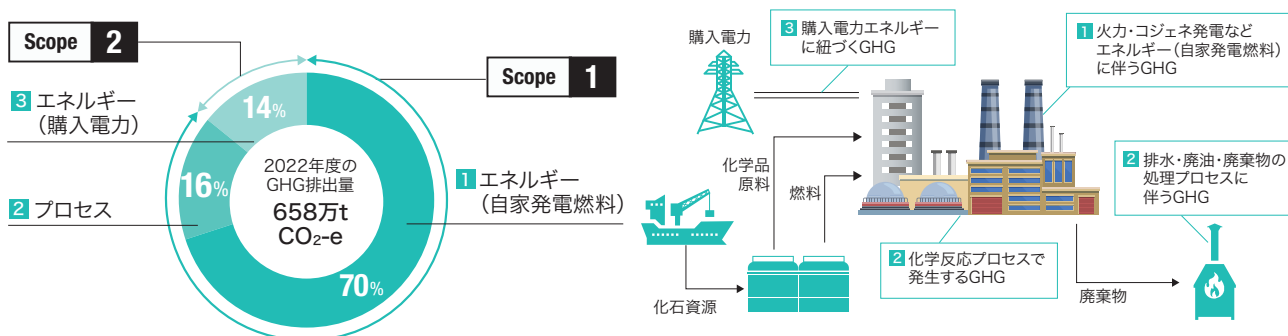 Scope 2
Scope 1
3 エネルギー
（購入電力）
14%
16%
2 プロセス
2022年度の
GHG排出量
658万t
CO₂-e
1 エネルギー
（自家発電燃料）
70%
購入電力
3 購入電力エネルギー
に紐づくGHG
1 火力・コジェネ発電など
エネルギー（自家発電燃料）
に伴うGHG
化学品
原料
燃料
2 排水・廃油・廃棄物の
処理プロセスに
伴うGHG
2 化学反応プロセスで
発生するGHG
化石資源
廃棄物